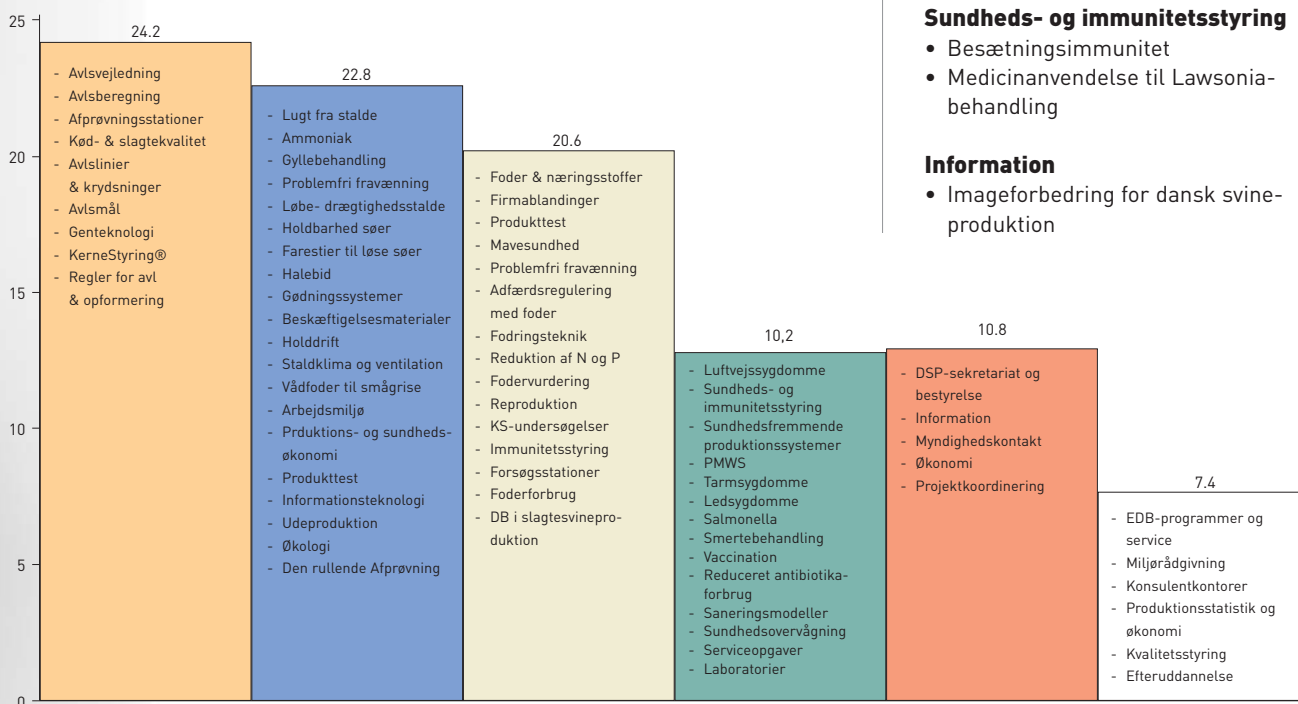 Sundheds- og immunitetsstyring
• Besætningsimmunitet
• Medicinanvendelse til Lawsonia-
behandling
Information
• Imageforbedring for dansk svine-
produktion
25
20
15
10
5
0
24.2
- Avlsvejledning
- Avlsberegning
- Afprøvningsstationer
- Kød- & slagtekvalitet
- Avlslinier
& krydsninger
- Avlsmål
- Genteknologi
- KerneStyring®
- Regler for avl
& opformering
22.8
- Lugt fra stalde
- Ammoniak
- Gyllebehandling
- Problemfri fravænning
- Løbe- drægtighedsstalde
- Holdbarhed søer
- Farestier til løse søer
- Halebid
- Gødningssystemer
- Beskæftigelsesmaterialer
- Holddrift
- Staldklima og ventilation
- Vådfoder til smågrise
- Arbejdsmiljø
- Prduktions- og sundheds-
økonomi
- Produkttest
- Informationsteknologi
- Udeproduktion
- Økologi
- Den rullende Afprøvning
20.6
- Foder & næringsstoffer
- Firmablandinger
- Produkttest
- Mavesundhed
- Problemfri fravænning
- Adfærdsregulering
med foder
- Fodringsteknik
- Reduktion af N og P
- Fodervurdering
- Reproduktion
- KS-undersøgelser
- Immunitetsstyring
- Forsøgsstationer
- Foderforbrug
- DB i slagtesvinepro-
duktion
10,2
- Luftvejssygdomme
- Sundheds- og
immunitetsstyring
- Sundhedsfremmende
produktionssystemer
- PMWS
- Tarmsygdomme
- Ledsygdomme
- Salmonella
- Smertebehandling
- Vaccination
- Reduceret antibiotika-
forbrug
- Saneringsmodeller
- Sundhedsovervågning
- Serviceopgaver
- Laboratorier
10.8
- DSP-sekretariat og
bestyrelse
- Information
- Myndighedskontakt
- Økonomi
- Projektkoordinering
7.4
- EDB-programmer og
service
- Miljørådgivning
- Konsulentkontorer
- Produktionsstatistik og
økonomi
- Kvalitetsstyring
- Efteruddannelse